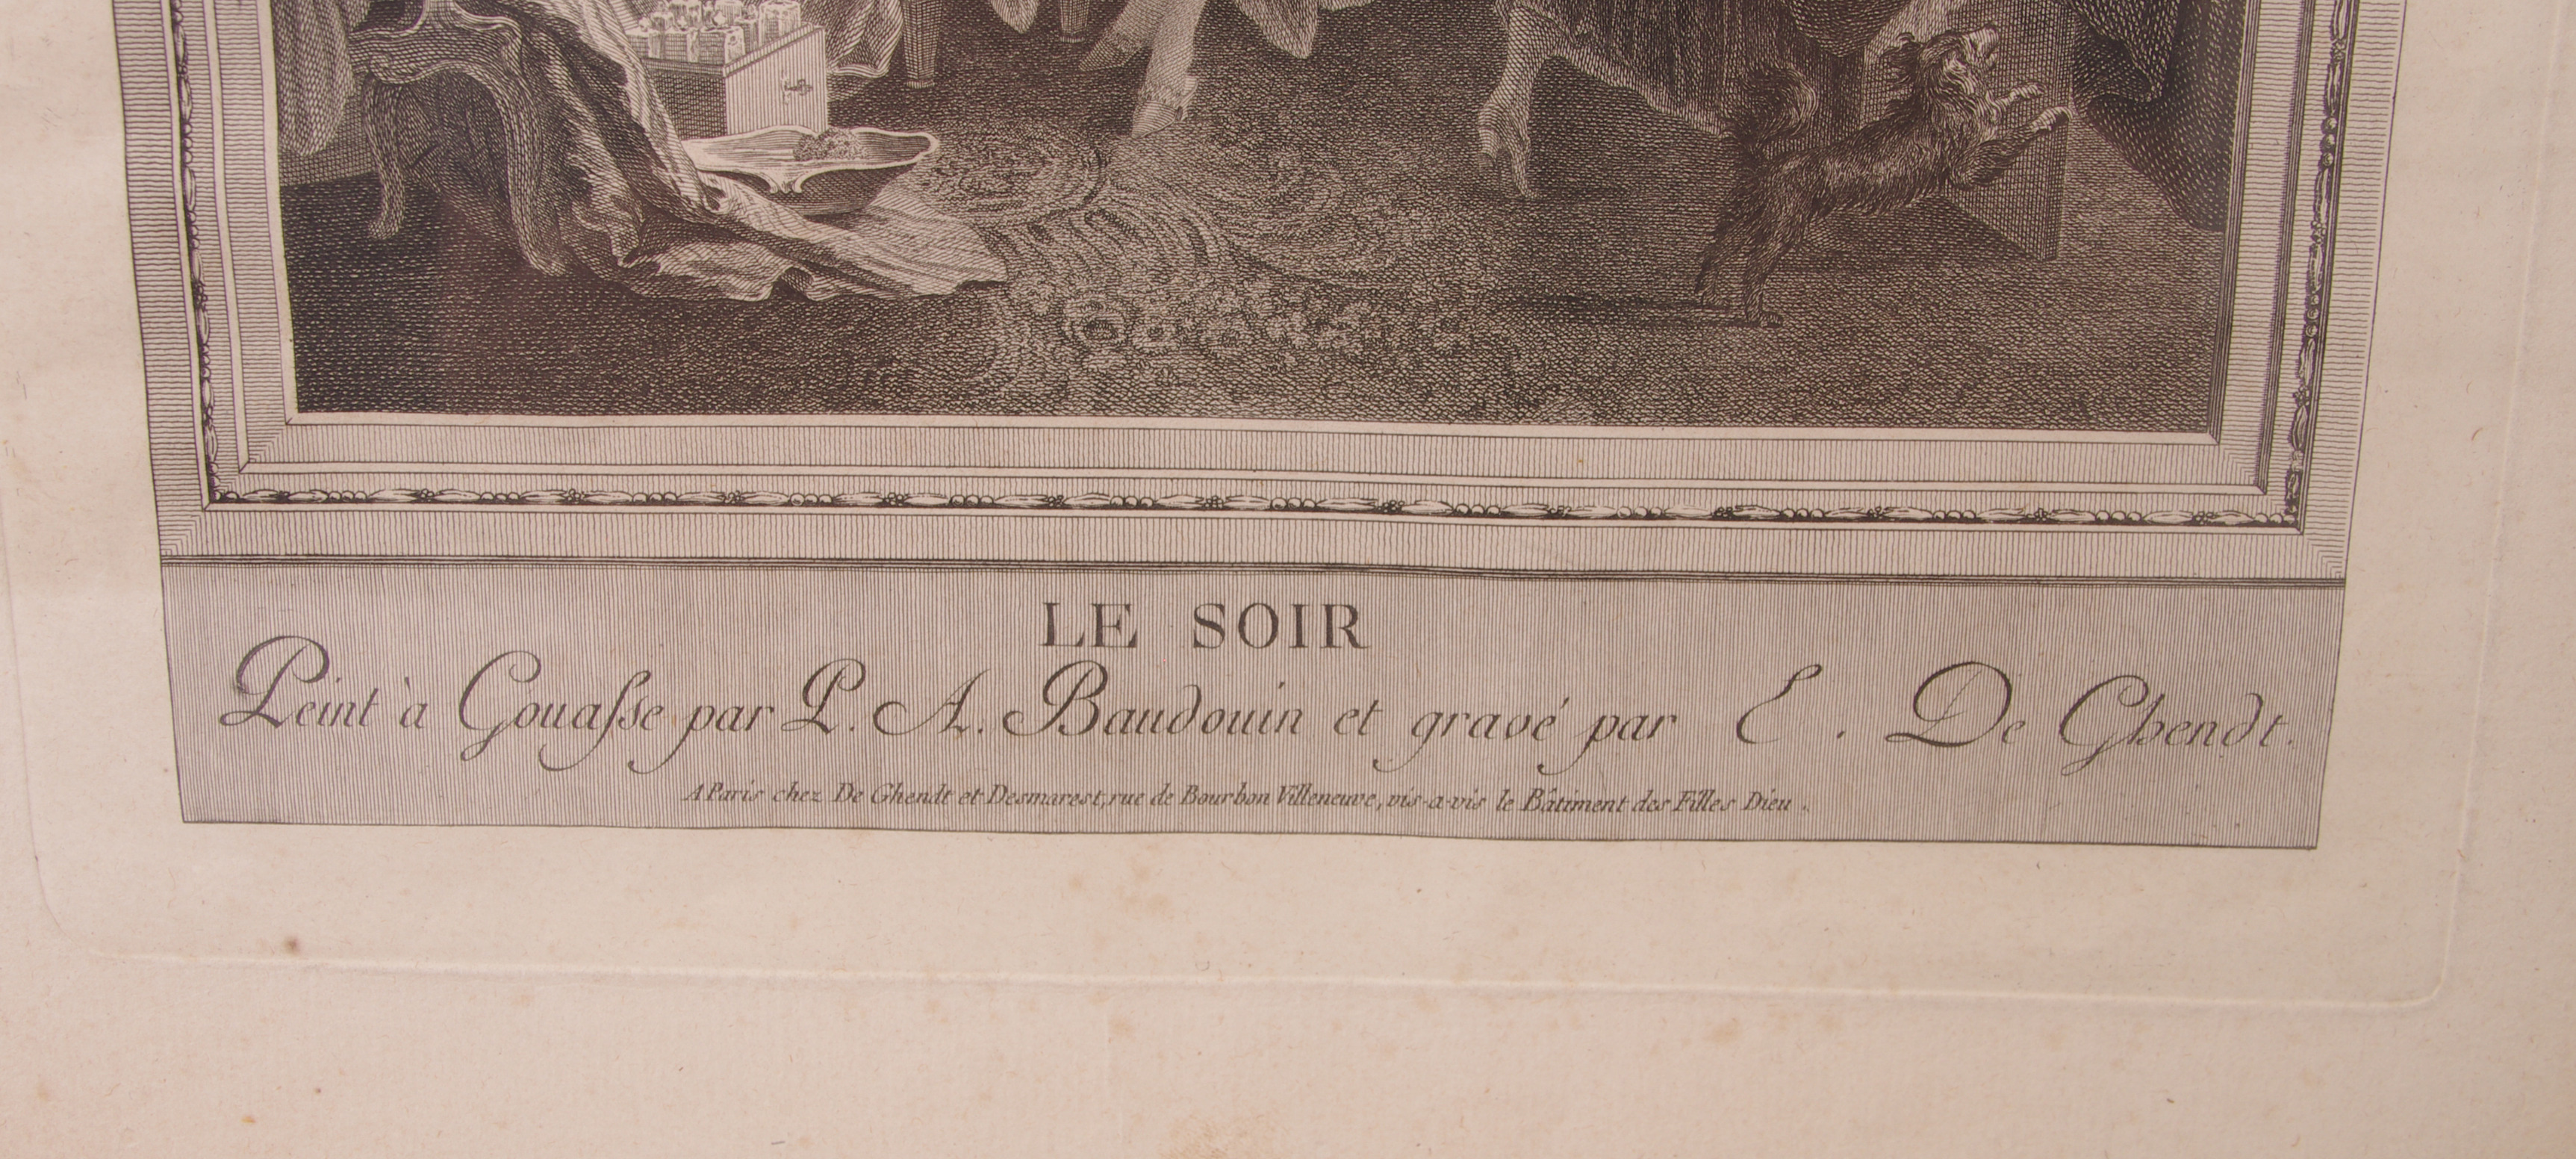 LE SOIR
Peint à Gouaſse par P. A. Baudouin et gravé par E. De Ghendt.
A Paris chez De Ghendt et Desmarest, rue de Bourbon Villeneuve, vis-a-vis le Bâtiment des Filles Dieu.